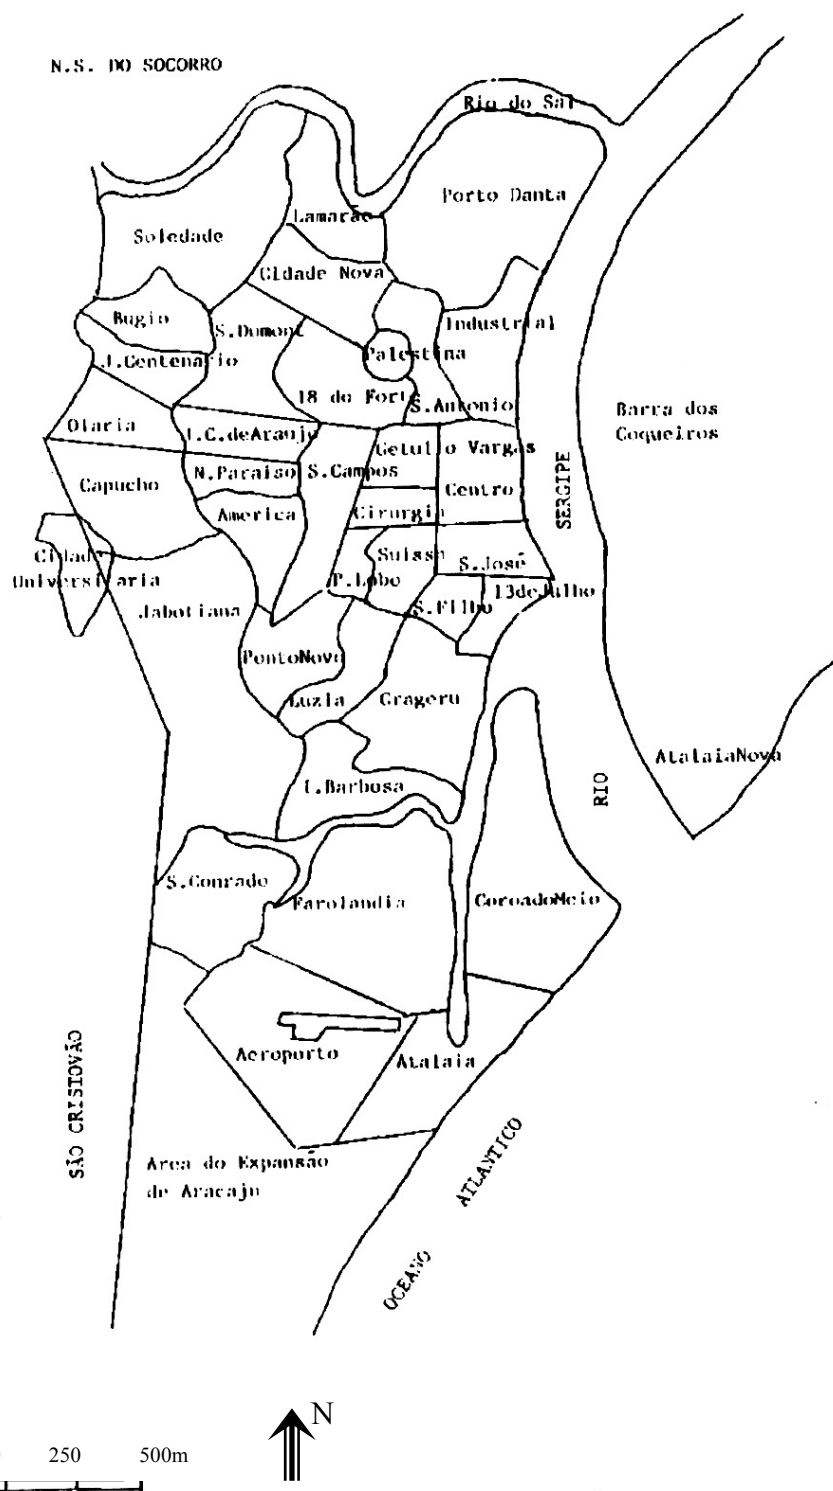 N.S. DO SOCORRO
Rio do Sal
Porto Danta
Lamarão
Soledade
Cidade Nova
Bugio
S.Dumont
Industrial
Palestina
J.Centenário
18 do Forte
S.Antonio
Barra dos
Coqueiros
Olaria
J.C.deAraujo
Getulio Vargas
N.Paraiso
S.Campos
Capucho
Centro
SERGIPE
America
Cirurgia
Cidade
Universitaria
Suissa
S.José
P.Lobo
13deJulho
S.Filho
Jabotiana
PontoNovo
Luzia
Grageru
AtalaiaNova
I.Barbosa
RIO
S.Conrado
Farolandia
CoroadoMeio
Aeroporto
Atalaia
SÃO CRISTOVÃO
Area do Expansão
de Aracaju
OCEANO ATLANTICO
N
250 500m